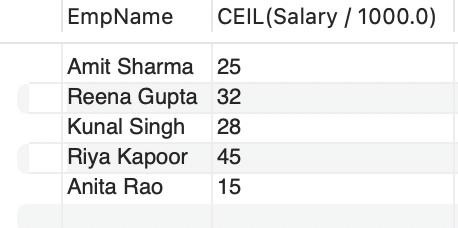 EmpName CEIL(Salary / 1000.0)
Amit Sharma 25
Reena Gupta 32
Kunal Singh 28
Riya Kapoor 45
Anita Rao 15